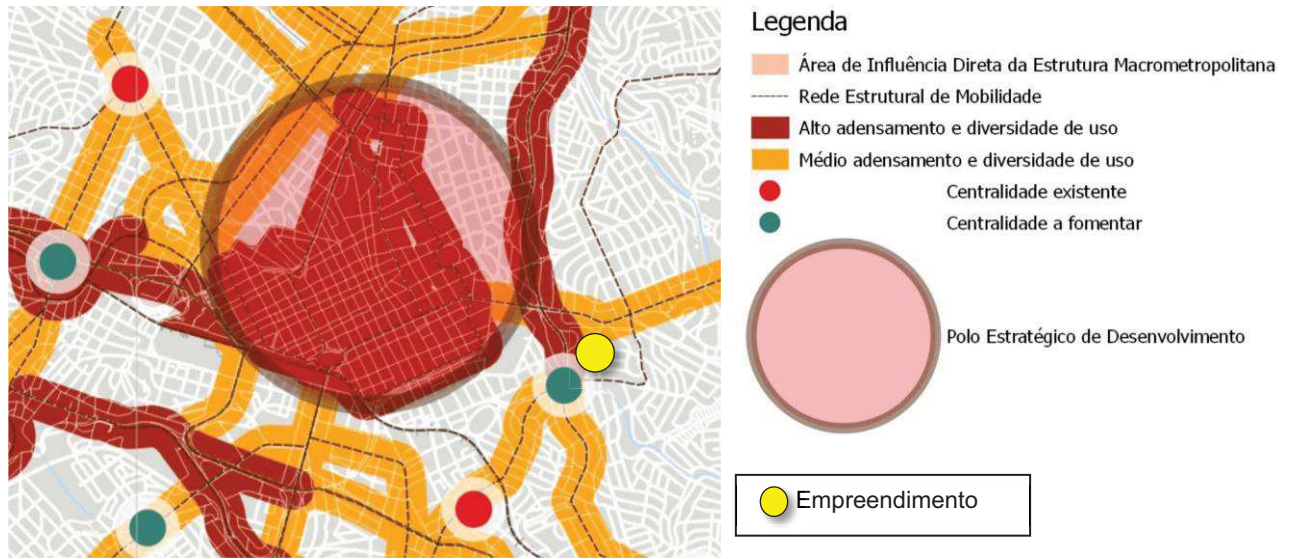 Legenda
Área de Influência Direta da Estrutura Macrometropolitana
Rede Estrutural de Mobilidade
Alto adensamento e diversidade de uso
Médio adensamento e diversidade de uso
Centralidade existente
Centralidade a fomentar
Polo Estratégico de Desenvolvimento
Empreendimento